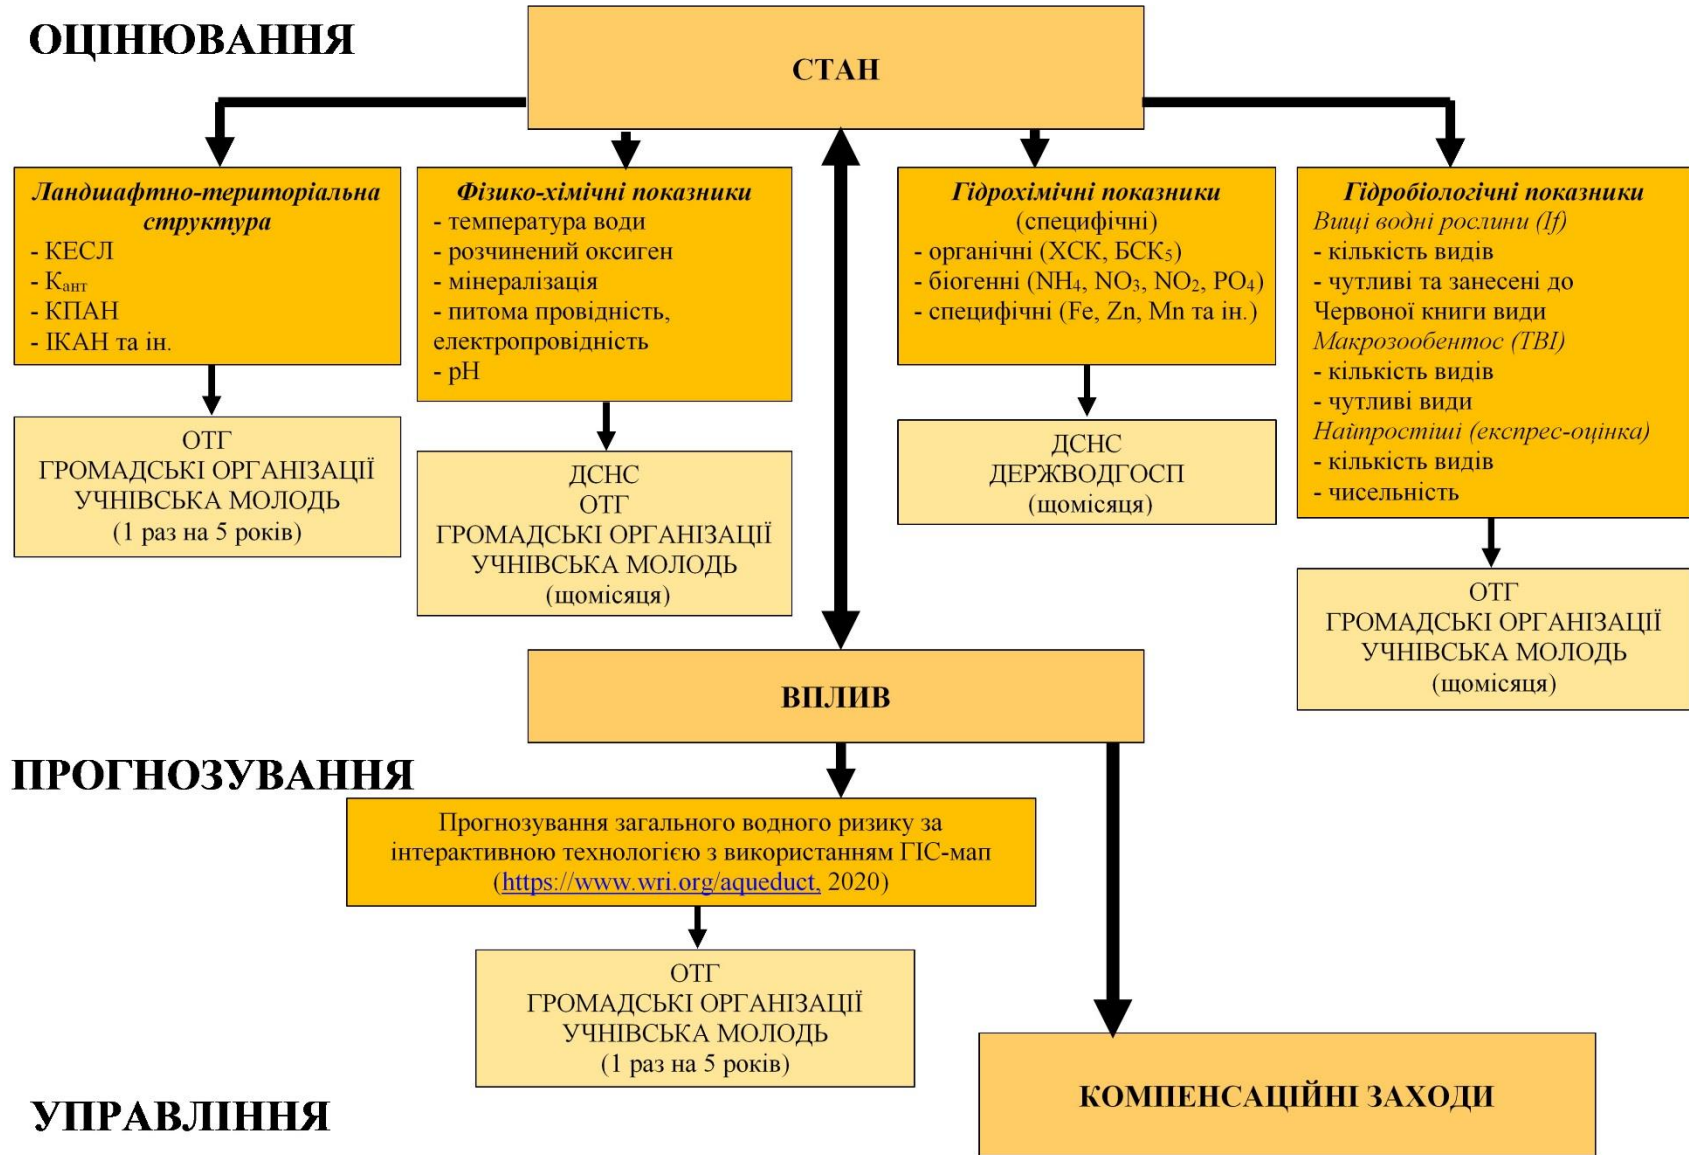 ОЦІНЮВАННЯ
СТАН
Ландшафтно-територіальна
структура
- КЕСЛ
- Кант
- КПАН
- ІКАН та ін.
ОТГ
ГРОМАДСЬКІ ОРГАНІЗАЦІЇ
УЧНІВСЬКА МОЛОДЬ
(1 раз на 5 років)
Фізико-хімічні показники
- температура води
- розчинений оксиген
- мінералізація
- питома провідність,
електропровідність
- pH
ДСНС
ОТГ
ГРОМАДСЬКІ ОРГАНІЗАЦІЇ
УЧНІВСЬКА МОЛОДЬ
(щомісяця)
Гідрохімічні показники
(специфічні)
- органічні (ХСК, БСК₅)
- біогенні (NH₄, NO₃, NO₂, PO₄)
- специфічні (Fe, Zn, Mn та ін.)
ДСНС
ДЕРЖВОДГОСП
(щомісяця)
Гідробіологічні показники
Вищі водні рослини (If)
- кількість видів
- чутливі та занесені до
Червоної книги види
Макрозообентос (ТВІ)
- кількість видів
- чутливі види
Найпростіші (експрес-оцінка)
- кількість видів
- чисельність
ОТГ
ГРОМАДСЬКІ ОРГАНІЗАЦІЇ
УЧНІВСЬКА МОЛОДЬ
(щомісяця)
ВПЛИВ
ПРОГНОЗУВАННЯ
Прогнозування загального водного ризику за
інтерактивною технологією з використанням ГІС-мап
(https://www.wri.org/aqueduct, 2020)
ОТГ
ГРОМАДСЬКІ ОРГАНІЗАЦІЇ
УЧНІВСЬКА МОЛОДЬ
(1 раз на 5 років)
КОМПЕНСАЦІЙНІ ЗАХОДИ
УПРАВЛІННЯ